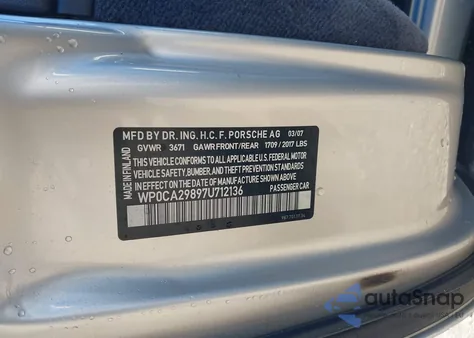 MFD BY DR. ING. H.C. F. PORSCHE AG 03/07
GVWR 3671 GAWR FRONT/REAR 1709 / 2017 LBS
THIS VEHICLE CONFORMS TO ALL APPLICABLE U.S. FEDERAL MOTOR
VEHICLE SAFETY, BUMPER, AND THEFT PREVENTION STANDARDS
IN EFFECT ON THE DATE OF MANUFACTURE SHOWN ABOVE.
WP0CA29897U712136 PASSENGER CAR
MADE IN FINLAND
autoSnap